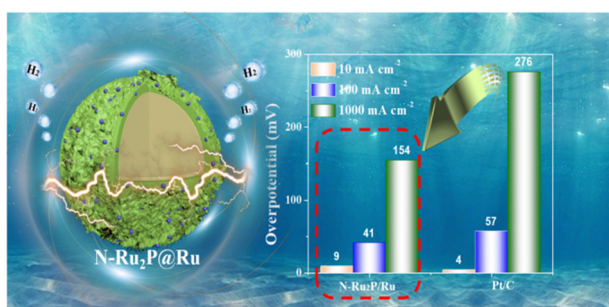 H₂
H₂
H
H₂
N-Ru₂P@Ru
Overpotential (mV)
300
200
100
0
10 mA cm⁻²
100 mA cm⁻²
1000 mA cm⁻²
9
41
154
4
57
276
N-Ru₂P/Ru
Pt/C